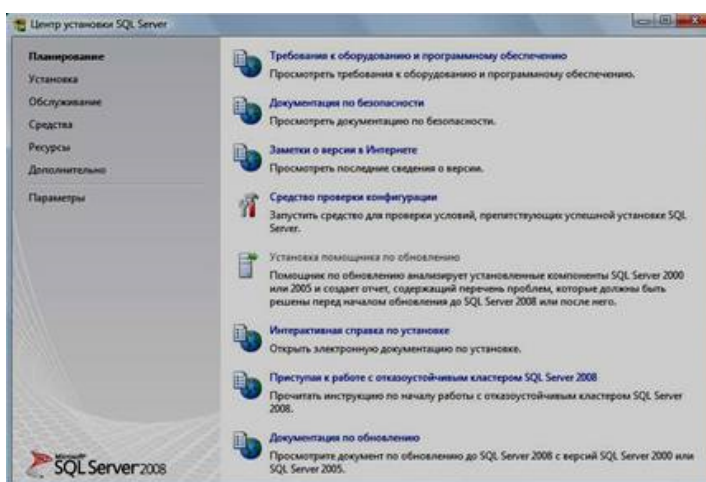 Центр установки SQL Server
Планирование
Установка
Обслуживание
Средства
Ресурсы
Дополнительно
Параметры
Требования к оборудованию и программному обеспечению
Просмотреть требования к оборудованию и программному обеспечению.
Документация по безопасности
Просмотреть документацию по безопасности.
Заметки о версии в Интернете
Просмотреть последние сведения о версии.
Средство проверки конфигурации
Запустить средство для проверки условий, препятствующих успешной установке SQL
Server.
Установка помощника по обновлению
Помощник по обновлению анализирует установленные компоненты SQL Server 2000
или 2005 и создает отчет, содержащий перечень проблем, которые должны быть
решены перед началом обновления до SQL Server 2008 или после него.
Интерактивная справка по установке
Открыть электронную документацию по установке.
Приступая к работе с отказоустойчивым кластером SQL Server 2008
Прочитать инструкцию по началу работы с отказоустойчивым кластером SQL Server
2008.
Документация по обновлению
Просмотрите документ по обновлению до SQL Server 2008 с версий SQL Server 2000 или
SQL Server 2005.
Microsoft
SQL Server 2008